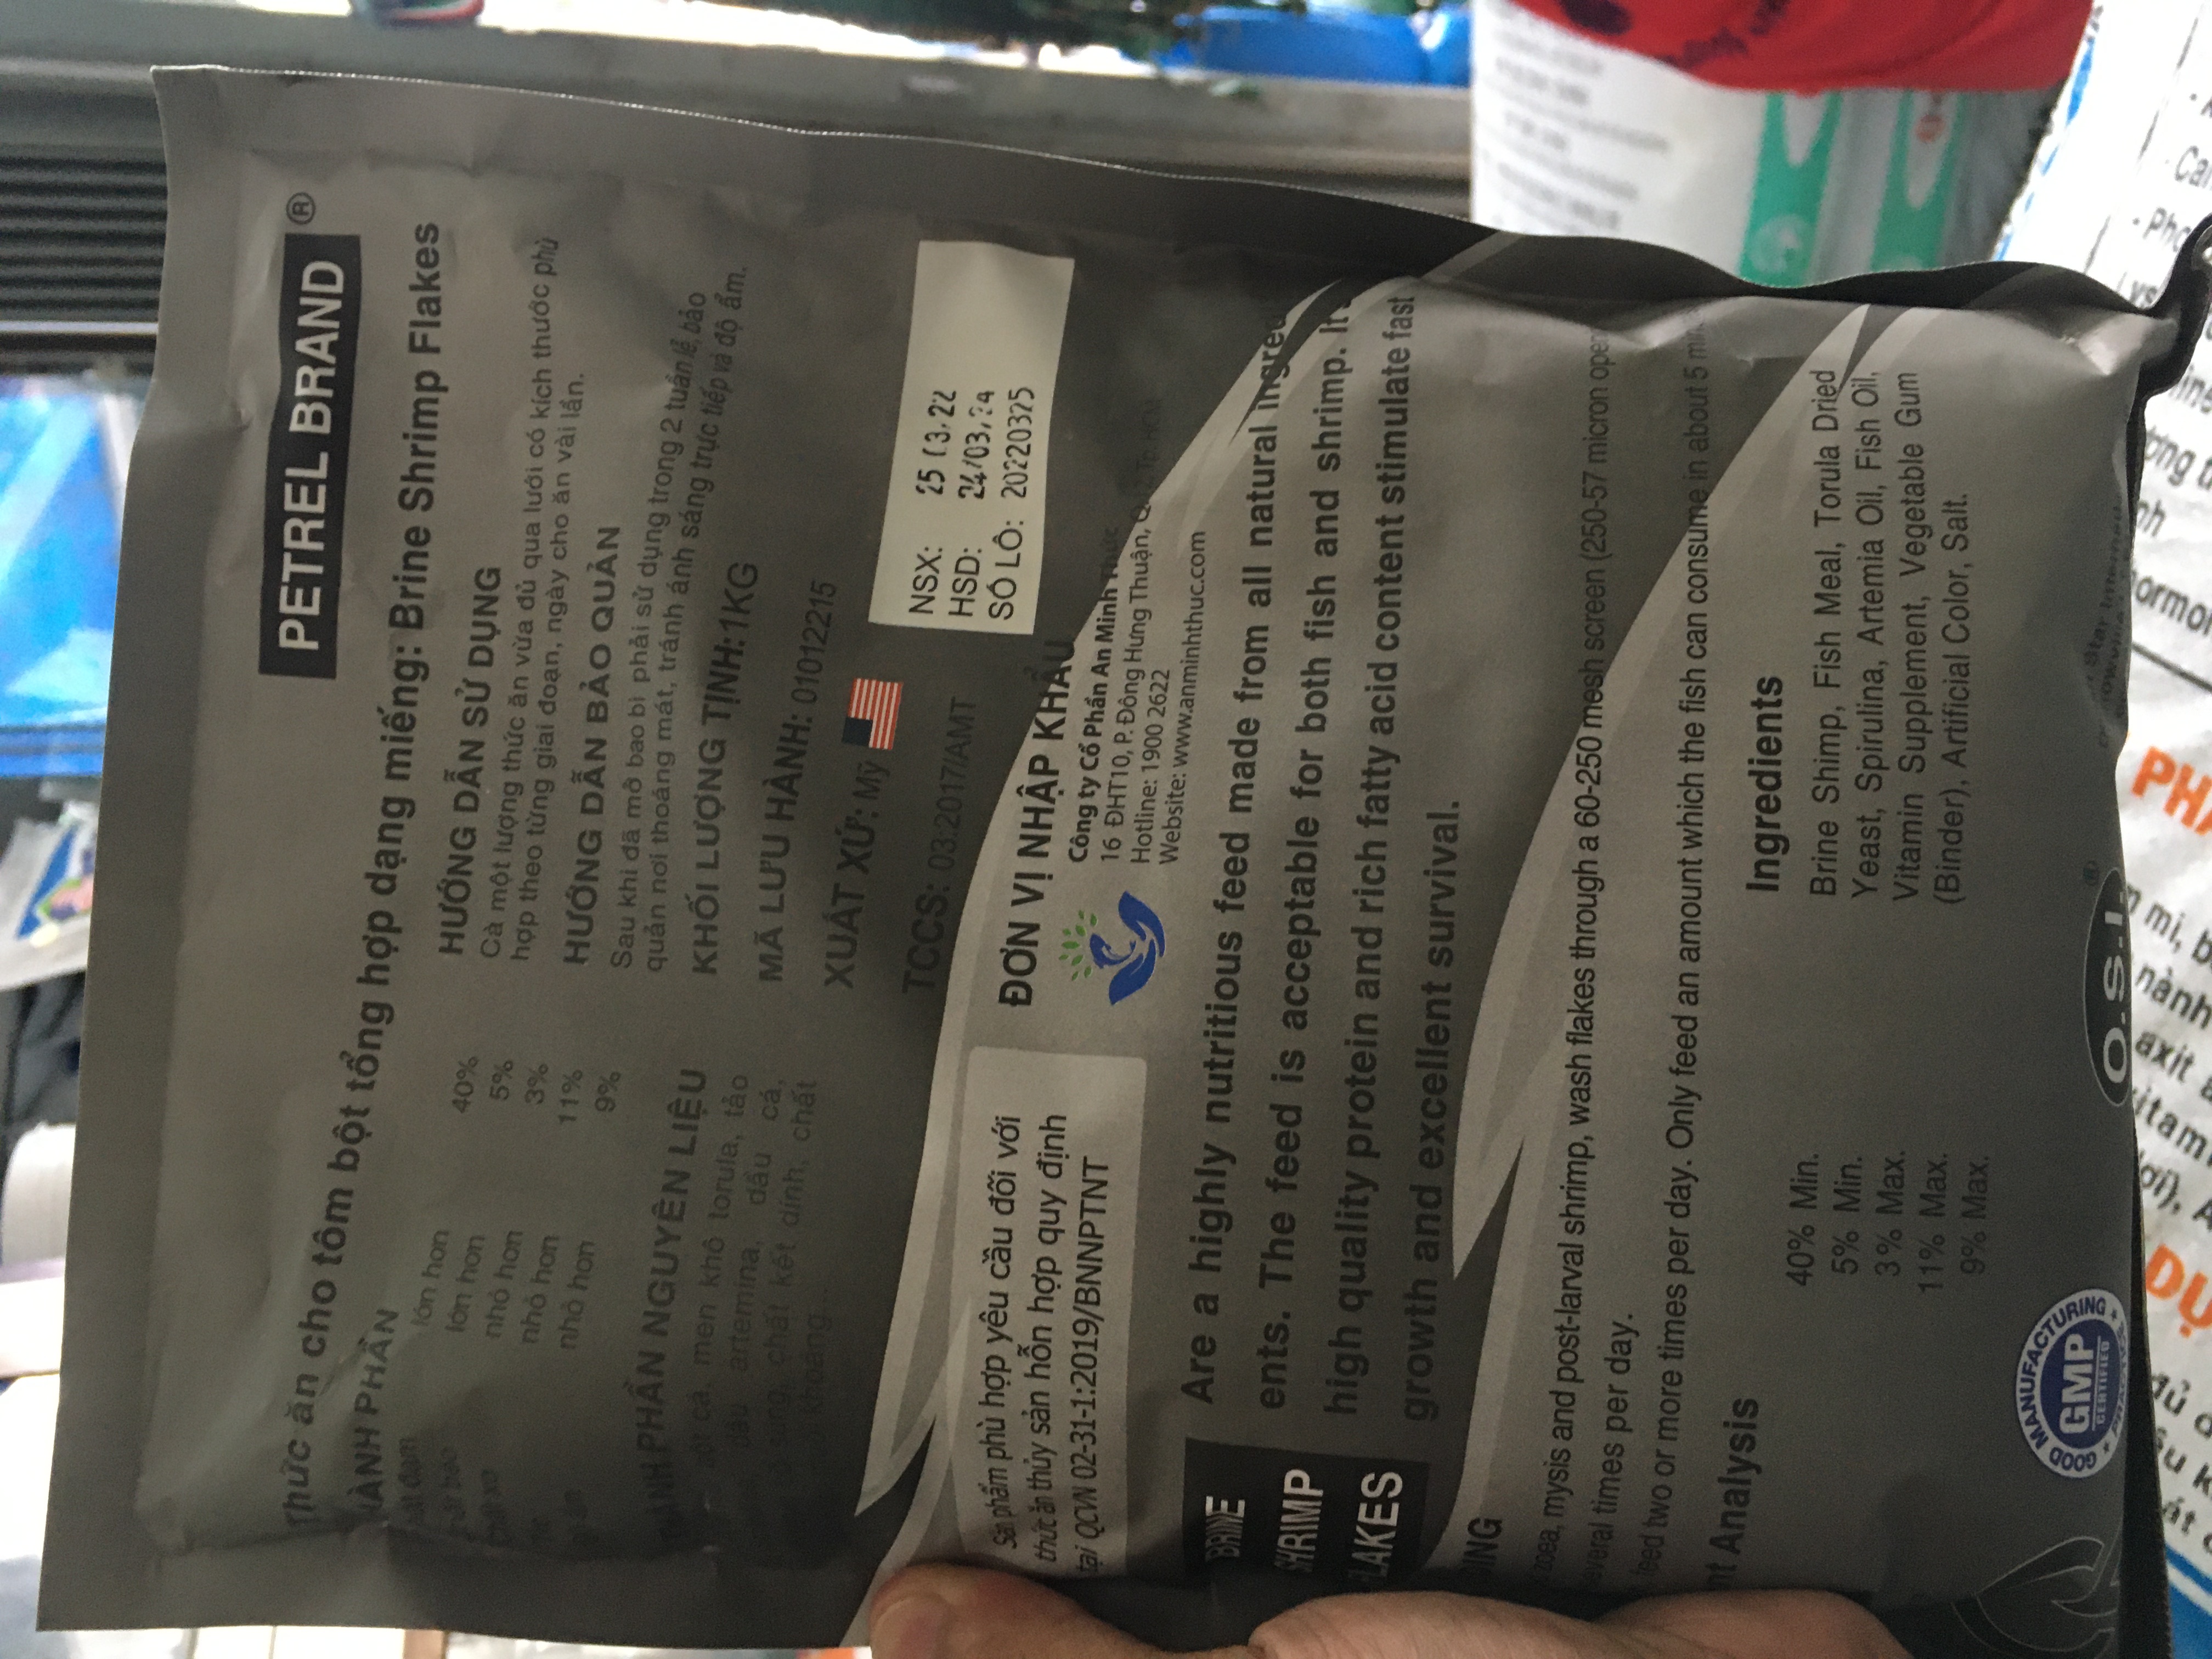 PETREL BRAND ®
Thức ăn cho tôm bột tổng hợp dạng miếng: Brine Shrimp Flakes
HƯỚNG DẪN SỬ DỤNG
Cà một lượng thức ăn vừa đủ qua lưới có kích thước phù
hợp theo từng giai đoạn, ngày cho ăn vài lần.
HƯỚNG DẪN BẢO QUẢN
Sau khi đã mở bao bì phải sử dụng trong 2 tuần lễ, bảo
quản nơi thoáng mát, tránh ánh sáng trực tiếp và độ ẩm.
KHỐI LƯỢNG TỊNH: 1KG
MÃ LƯU HÀNH: 01012215
XUẤT XỨ: Mỹ
TCCS: 03:2017/AMT
NSX: 25
HSD: 24/03/24
SỐ LÔ: 20220325
PHẦN
lớn hơn 40%
lớn hơn 5%
nhỏ hơn 3%
nhỏ hơn 11%
nhỏ hơn 9%
PHẦN NGUYÊN LIỆU
cá, men khô torula, tảo
dầu artemina, dầu cá,
chất kết dính, chất
khoáng...
Sản phẩm phù hợp yêu cầu đối với
thức ăn thủy sản hỗn hợp quy định
tại QCVN 02-31-1:2019/BNNPTNT
ĐƠN VỊ NHẬP KHẨU
Công ty Cổ Phần An Minh Thức
16 ĐHT10, P. Đông Hưng Thuận,
Hotline: 1900 2622
Website: www.anminhthuc.com
BRINE
SHRIMP
FLAKES
Are a highly nutritious feed made from all natural
ents. The feed is acceptable for both fish and shrimp. It
high quality protein and rich fatty acid content stimulate fast
growth and excellent survival.
zoea, mysis and post-larval shrimp, wash flakes through a 60-250 mesh screen (250-57 micron
several times per day.
feed two or more times per day. Only feed an amount which the fish can consume in about 5
Analysis
40% Min.
5% Min.
3% Max.
11% Max.
9% Max.
Ingredients
Brine Shimp, Fish Meal, Torula Dried
Yeast, Spirulina, Artemia Oil, Fish Oil,
Vitamin Supplement, Vegetable Gum
(Binder), Artificial Color, Salt.
GOOD MANUFACTURING
GMP
CERTIFIED
O.S.I. ®